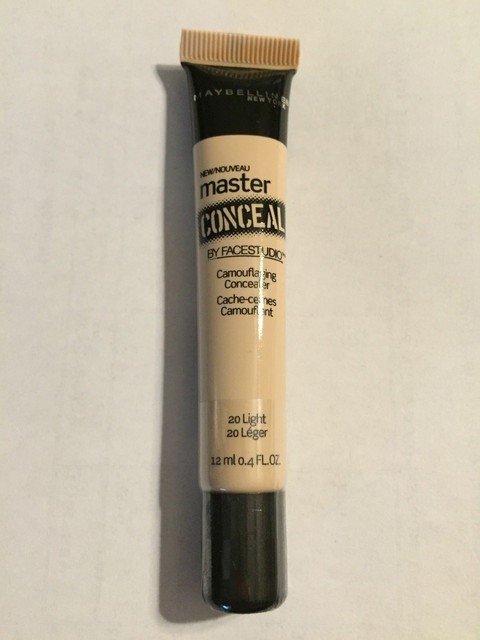 MAYBELLINE
NEW YORK
NEW/NOUVEAU
master
CONCEAL
BY FACESTUDIO™
Camouflaging
Concealer
Cache-cernes
Camouflant
20 Light
20 Léger
12 ml 0.4 FL.OZ.